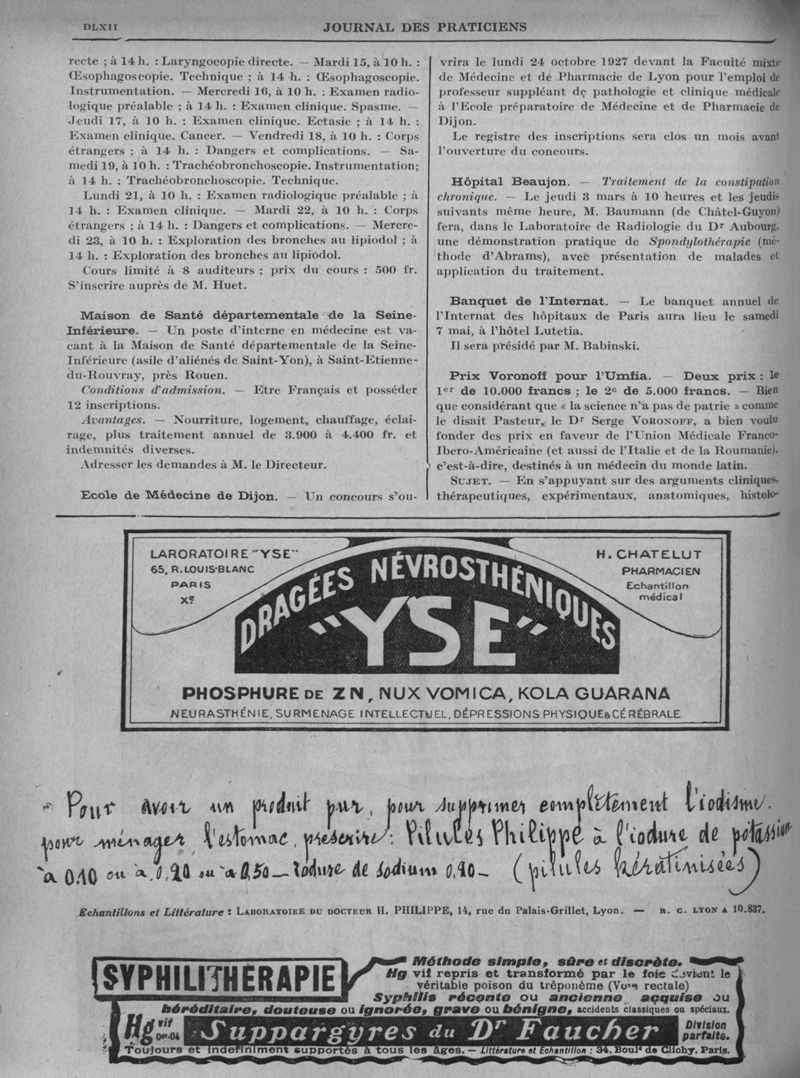 DLXII
JOURNAL DES PRATICIENS
recte ; à 14 h. : Laryngocopie directe. — Mardi 15, à 10 h. :
Œsophagoscopie. Technique ; à 14 h. : Œsophagoscopie.
Instrumentation. — Mercredi 16, à 10 h. : Examen radio-
logique préalable ; à 14 h. : Examen clinique. Spasme. —
Jeudi 17, à 10 h. : Examen clinique. Ectasie ; à 14 h. :
Examen clinique. Cancer. — Vendredi 18, à 10 h. : Corps
étrangers ; à 14 h. : Dangers et complications. — Sa-
medi 19, à 10 h. : Trachéobronchoscopie. Instrumentation;
à 14 h. : Trachéobronchoscopie. Technique.
Lundi 21, à 10 h. : Examen radiologique préalable ; à
14 h. : Examen clinique. — Mardi 22, à 10 h. : Corps
étrangers ; à 14 h. : Dangers et complications. — Mercre-
di 23, à 10 h. : Exploration des bronches au lipiodol ; à
14 h. : Exploration des bronches au lipiodol.
Cours limité à 8 auditeurs ; prix du cours : 500 fr.
S'inscrire auprès de M. Huet.
Maison de Santé départementale de la Seine-
Inférieure. — Un poste d'interne en médecine est va-
cant à la Maison de Santé départementale de la Seine-
Inférieure (asile d'aliénés de Saint-Yon), à Saint-Etienne-
du-Rouvray, près Rouen.
Conditions d'admission. — Etre Français et posséder
12 inscriptions.
Avantages. — Nourriture, logement, chauffage, éclai-
rage, plus traitement annuel de 3.900 à 4.400 fr. et
indemnités diverses.
Adresser les demandes à M. le Directeur.
Ecole de Médecine de Dijon. — Un concours s'ou-
vrira le lundi 24 octobre 1927 devant la Faculté mixte
de Médecine et de Pharmacie de Lyon pour l'emploi de
professeur suppléant de pathologie et clinique médicale
à l'Ecole préparatoire de Médecine et de Pharmacie de
Dijon.
Le registre des inscriptions sera clos un mois avant
l'ouverture du concours.
Hôpital Beaujon. — Traitement de la constipation
chronique. — Le jeudi 3 mars à 10 heures et les jeudis
suivants même heure, M. Baumann (de Châtel-Guyon)
fera, dans le Laboratoire de Radiologie du Dr Aubourg,
une démonstration pratique de Spondylothérapie (mé-
thode d'Abrams), avec présentation de malades et
application du traitement.
Banquet de l'Internat. — Le banquet annuel de
l'Internat des hôpitaux de Paris aura lieu le samedi
7 mai, à l'hôtel Lutetia.
Il sera présidé par M. Babinski.
Prix Voronoff pour l'Umfia. — Deux prix : le
1er de 10.000 francs ; le 2e de 5.000 francs. — Bien
que considérant que « la science n'a pas de patrie » comme
le disait Pasteur, le Dr Serge VORONOFF, a bien voulu
fonder des prix en faveur de l'Union Médicale Franco-
Ibero-Américaine (et aussi de l'Italie et de la Roumanie),
c'est-à-dire, destinés à un médecin du monde latin.
SUJET. — En s'appuyant sur des arguments cliniques,
thérapeutiques, expérimentaux, anatomiques, histolo-
LARORATOIRE "YSE"
65, R. LOUIS-BLANC
PARIS
Xe
H. CHATELUT
PHARMACIEN
Echantillon
médical
DRAGÉES NÉVROSTHÉNIQUES
"YSE"
PHOSPHURE DE ZN, NUX VOMICA, KOLA GUARANA
NEURASTHÉNIE, SURMENAGE INTELLECTUEL, DÉPRESSIONS PHYSIQUE & CÉRÉBRALE
Pour avoir un produit pur, pour supprimer complètement l'iodisme.
pour ménager l'estomac, prescrire : Pilules Philippe à l'iodure de potassium
à 0.10 ou à 0,20 ou à 0,50 — Iodure de sodium 0,20 — (pilules kératinisées)
Echantillons et Littérature : LABORATOIRE DU DOCTEUR H. PHILIPPE, 14, rue du Palais-Grillet, Lyon. — R. C. LYON A 10.837.
SYPHILITHÉRAPIE
Méthode simple, sûre et discrète.
Hg vif repris et transformé par le foie devient le
véritable poison du tréponème (Voie rectale)
Syphilis récente ou ancienne acquise ou
héréditaire, douteuse ou ignorée, grave ou bénigne, accidents classiques ou spéciaux.
Hg vif 0gr.04 Suppargyres du Dr Faucher Division parfaite.
Toujours et indéfiniment supportés à tous les âges. — Littérature et Echantillon : 34, Boulᵈ de Clichy, Paris.